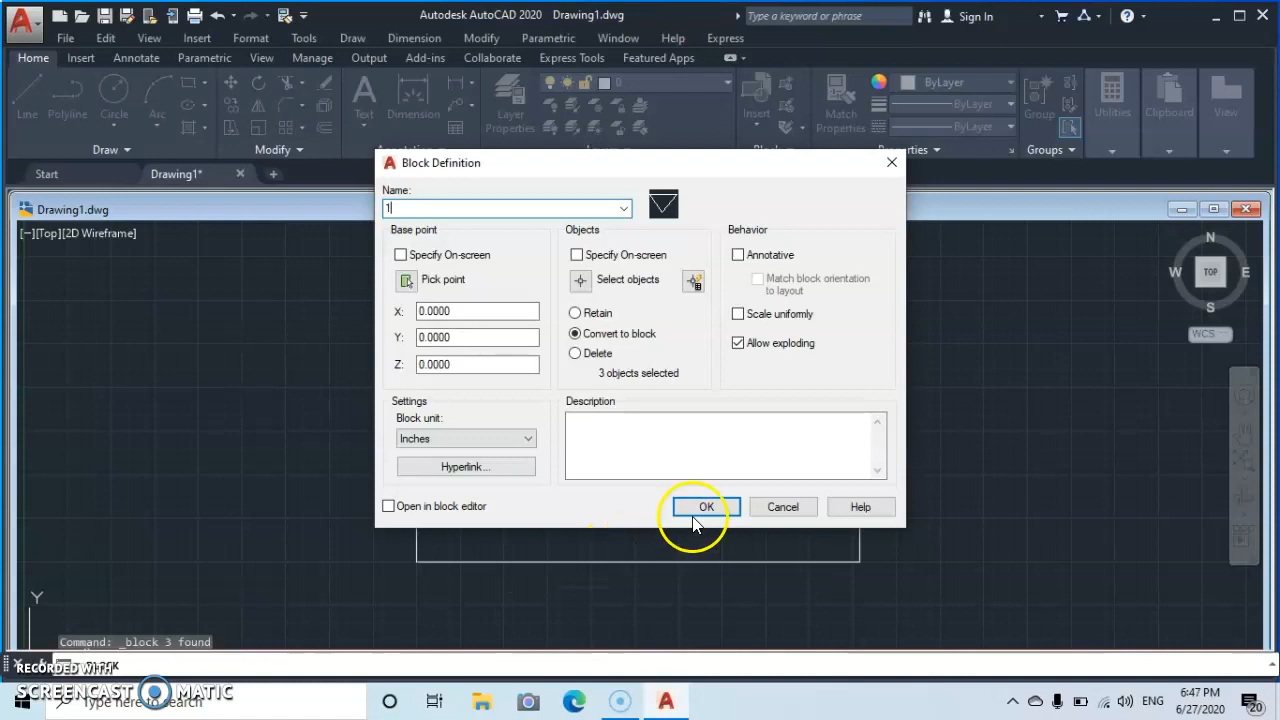 Autodesk AutoCAD 2020 Drawing1.dwg
Type a keyword or phrase
Sign In
File Edit View Insert Format Tools Draw Dimension Modify Parametric Window Help Express
Home Insert Annotate Parametric View Manage Output Add-ins Collaborate Express Tools Featured Apps
Line Polyline Circle Arc
Text Dimension
Layer Properties
0
Insert
Match Properties
ByLayer
ByLayer
ByLayer
Group
Utilities
Clipboard
View
Draw Modify Properties Groups
Start Drawing1*
Drawing1.dwg
[−][Top][2D Wireframe]
N
W TOP E
S
WCS
Block Definition
Name:
1
Base point
Specify On-screen
Pick point
X: 0.0000
Y: 0.0000
Z: 0.0000
Objects
Specify On-screen
Select objects
Retain
Convert to block
Delete
3 objects selected
Behavior
Annotative
Match block orientation
to layout
Scale uniformly
Allow exploding
Settings
Block unit:
Inches
Hyperlink...
Description
Open in block editor
OK Cancel Help
Y
Command: _block 3 found
RECORDED WITH
SCREENCAST MATIC
Type here to search
ENG
6:47 PM
6/27/2020
20